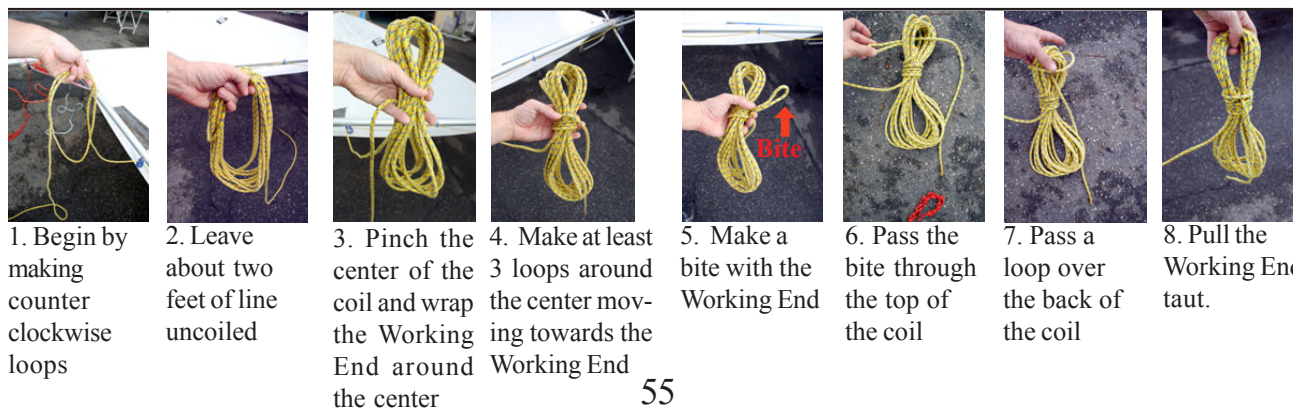 Bite
1. Begin by
making
counter
clockwise
loops
2. Leave
about two
feet of line
uncoiled
3. Pinch the
center of the
coil and wrap
the Working
End around
the center
4. Make at least
3 loops around
the center mov-
ing towards the
Working End
5. Make a
bite with the
Working End
6. Pass the
bite through
the top of
the coil
7. Pass a
loop over
the back of
the coil
8. Pull the
Working End
taut.
55